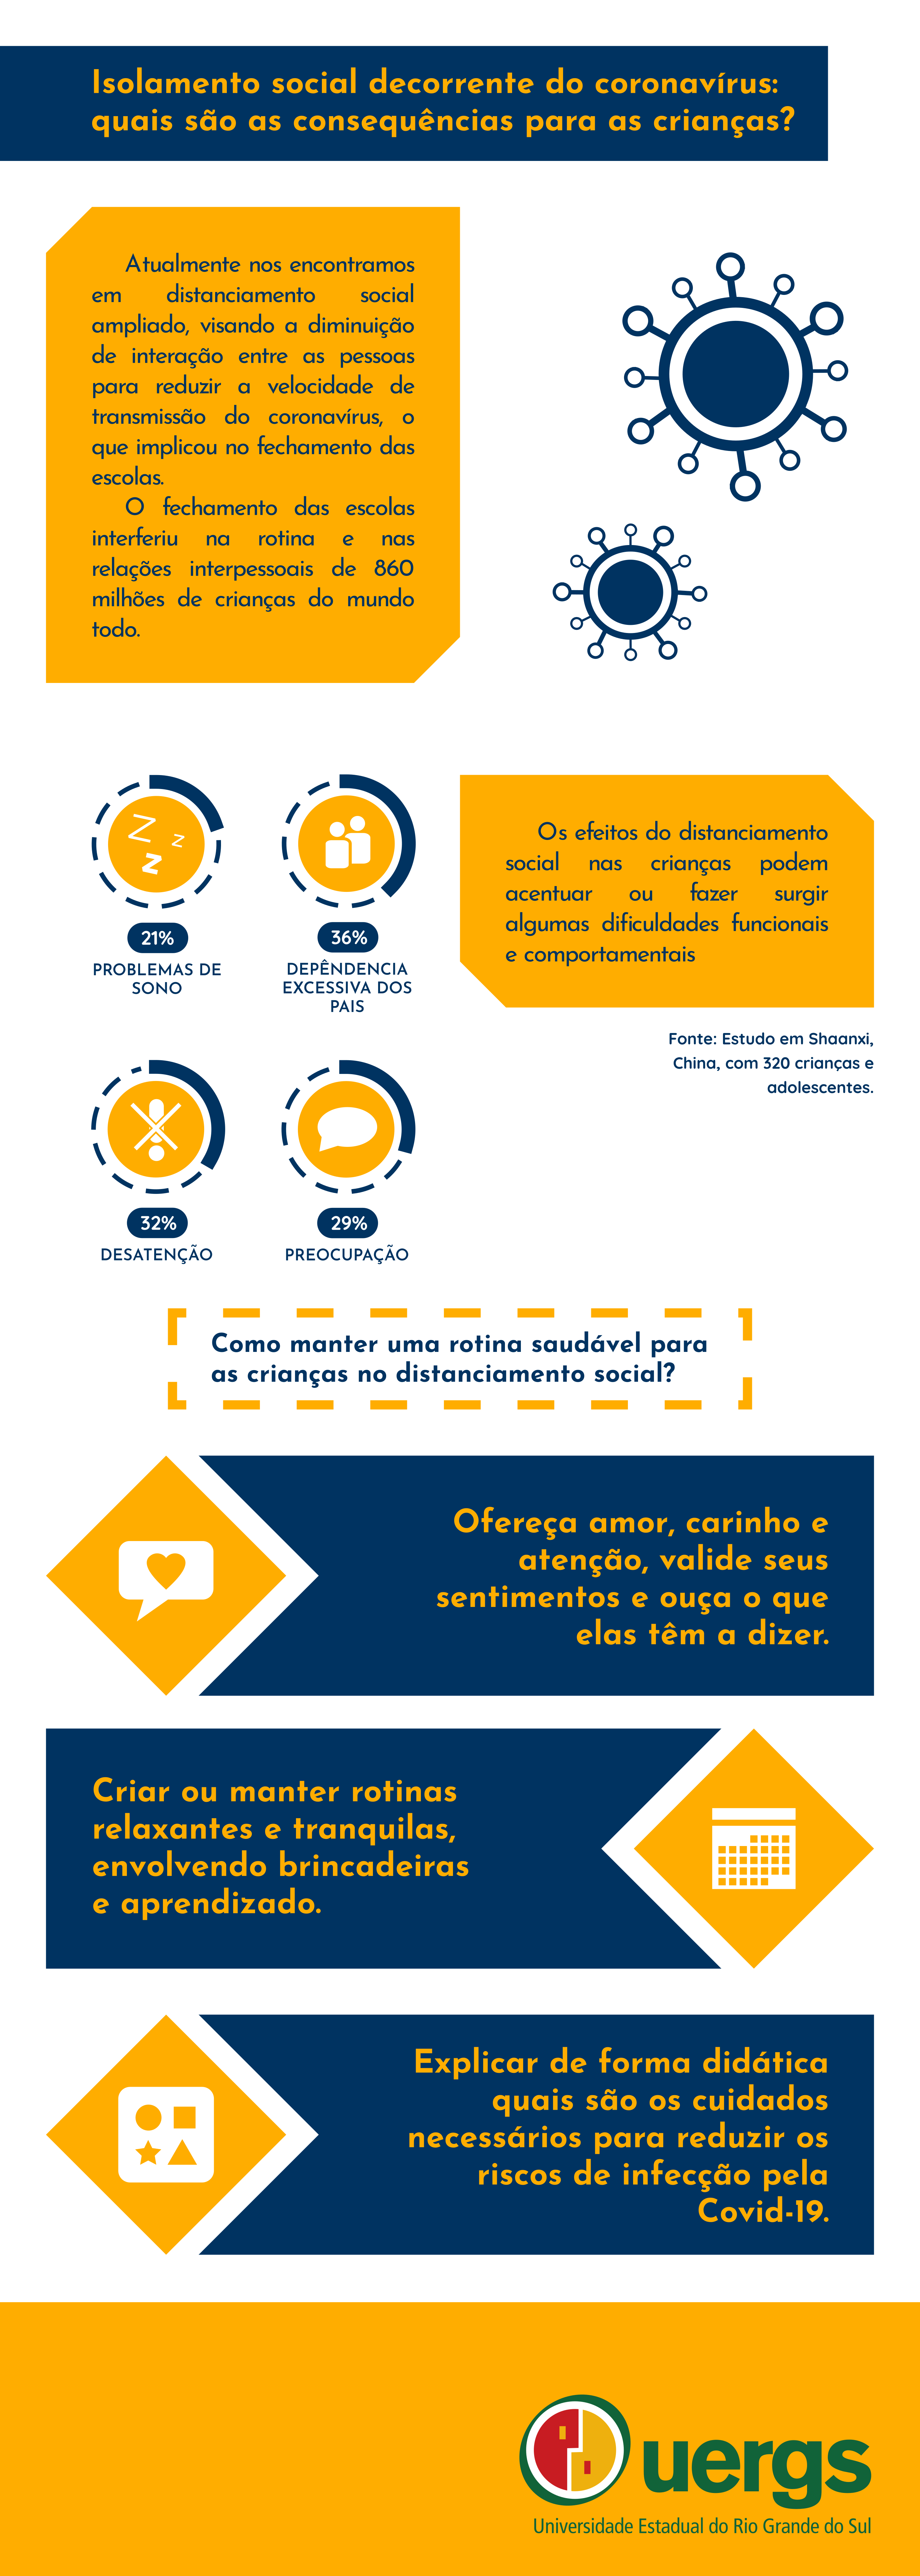 Isolamento social decorrente do coronavírus:
quais são as consequências para as crianças?
Atualmente nos encontramos
em distanciamento social
ampliado, visando a diminuição
de interação entre as pessoas
para reduzir a velocidade de
transmissão do coronavírus, o
que implicou no fechamento das
escolas.
O fechamento das escolas
interferiu na rotina e nas
relações interpessoais de 860
milhões de crianças do mundo
todo.
Z z z
21%
PROBLEMAS DE
SONO
36%
DEPÊNDENCIA
EXCESSIVA DOS
PAIS
32%
DESATENÇÃO
29%
PREOCUPAÇÃO
Os efeitos do distanciamento
social nas crianças podem
acentuar ou fazer surgir
algumas dificuldades funcionais
e comportamentais
Fonte: Estudo em Shaanxi,
China, com 320 crianças e
adolescentes.
Como manter uma rotina saudável para
as crianças no distanciamento social?
Ofereça amor, carinho e
atenção, valide seus
sentimentos e ouça o que
elas têm a dizer.
Criar ou manter rotinas
relaxantes e tranquilas,
envolvendo brincadeiras
e aprendizado.
Explicar de forma didática
quais são os cuidados
necessários para reduzir os
riscos de infecção pela
Covid-19.
uergs
Universidade Estadual do Rio Grande do Sul